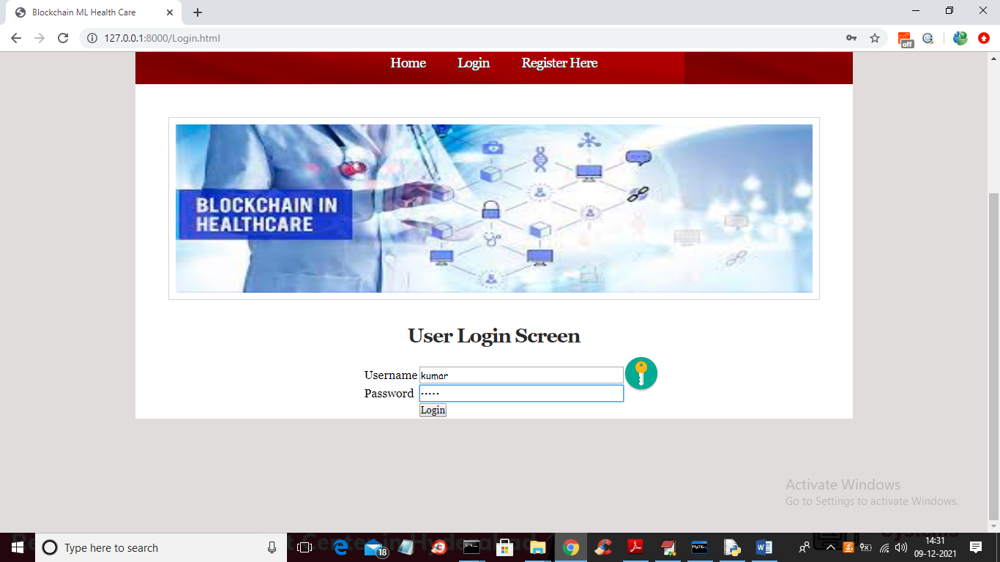 Blockchain ML Health Care
127.0.0.1:8000/Login.html
off
Home Login Register Here
BLOCKCHAIN IN
HEALTHCARE
User Login Screen
Username kumar
Password •••••
Login
Activate Windows
Go to Settings to activate Windows.
Type here to search
18
MySQL
14:31
09-12-2021